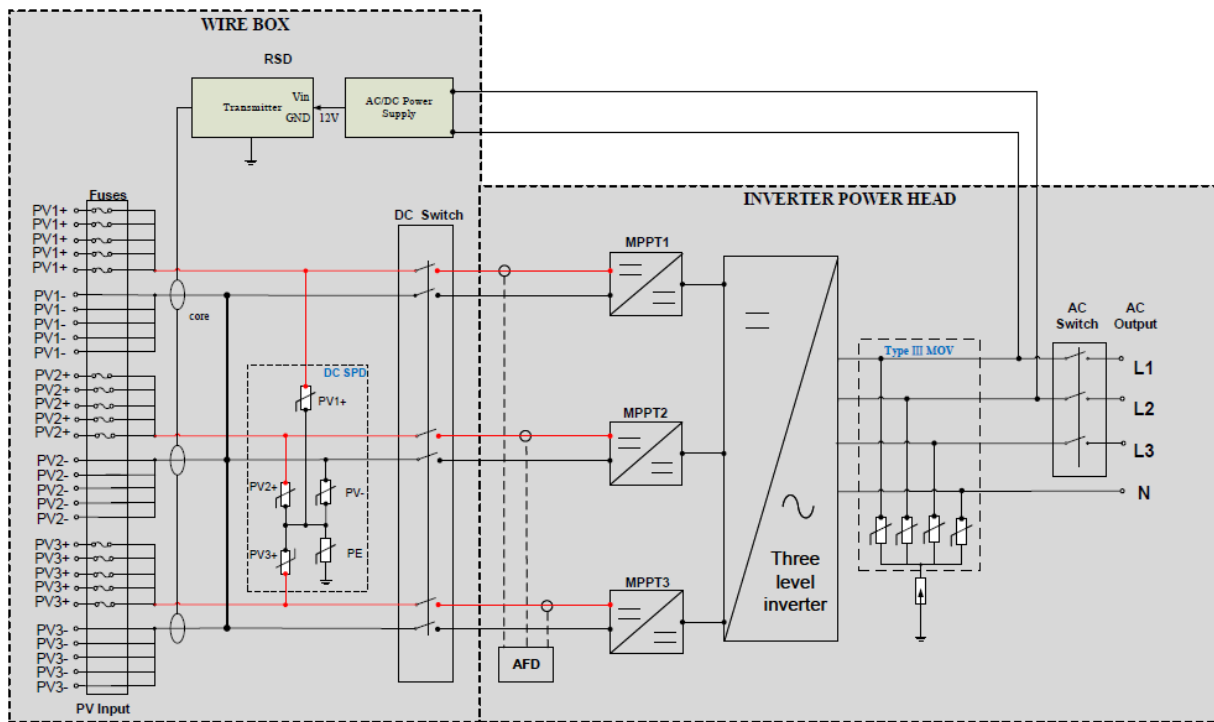 WIRE BOX
RSD
Transmitter
Vin
GND
12V
AC/DC Power
Supply
Fuses
PV1+
PV1+
PV1+
PV1+
PV1+
PV1-
PV1-
PV1-
PV1-
PV1-
core
PV2+
PV2+
PV2+
PV2+
PV2+
PV2-
PV2-
PV2-
PV2-
PV2-
PV3+
PV3+
PV3+
PV3+
PV3+
PV3-
PV3-
PV3-
PV3-
PV3-
PV Input
DC SPD
PV1+
PV2+
PV-
PV3+
PE
DC Switch
INVERTER POWER HEAD
MPPT1
MPPT2
MPPT3
AFD
Three
level
inverter
Type III MOV
AC
Switch
AC
Output
L1
L2
L3
N